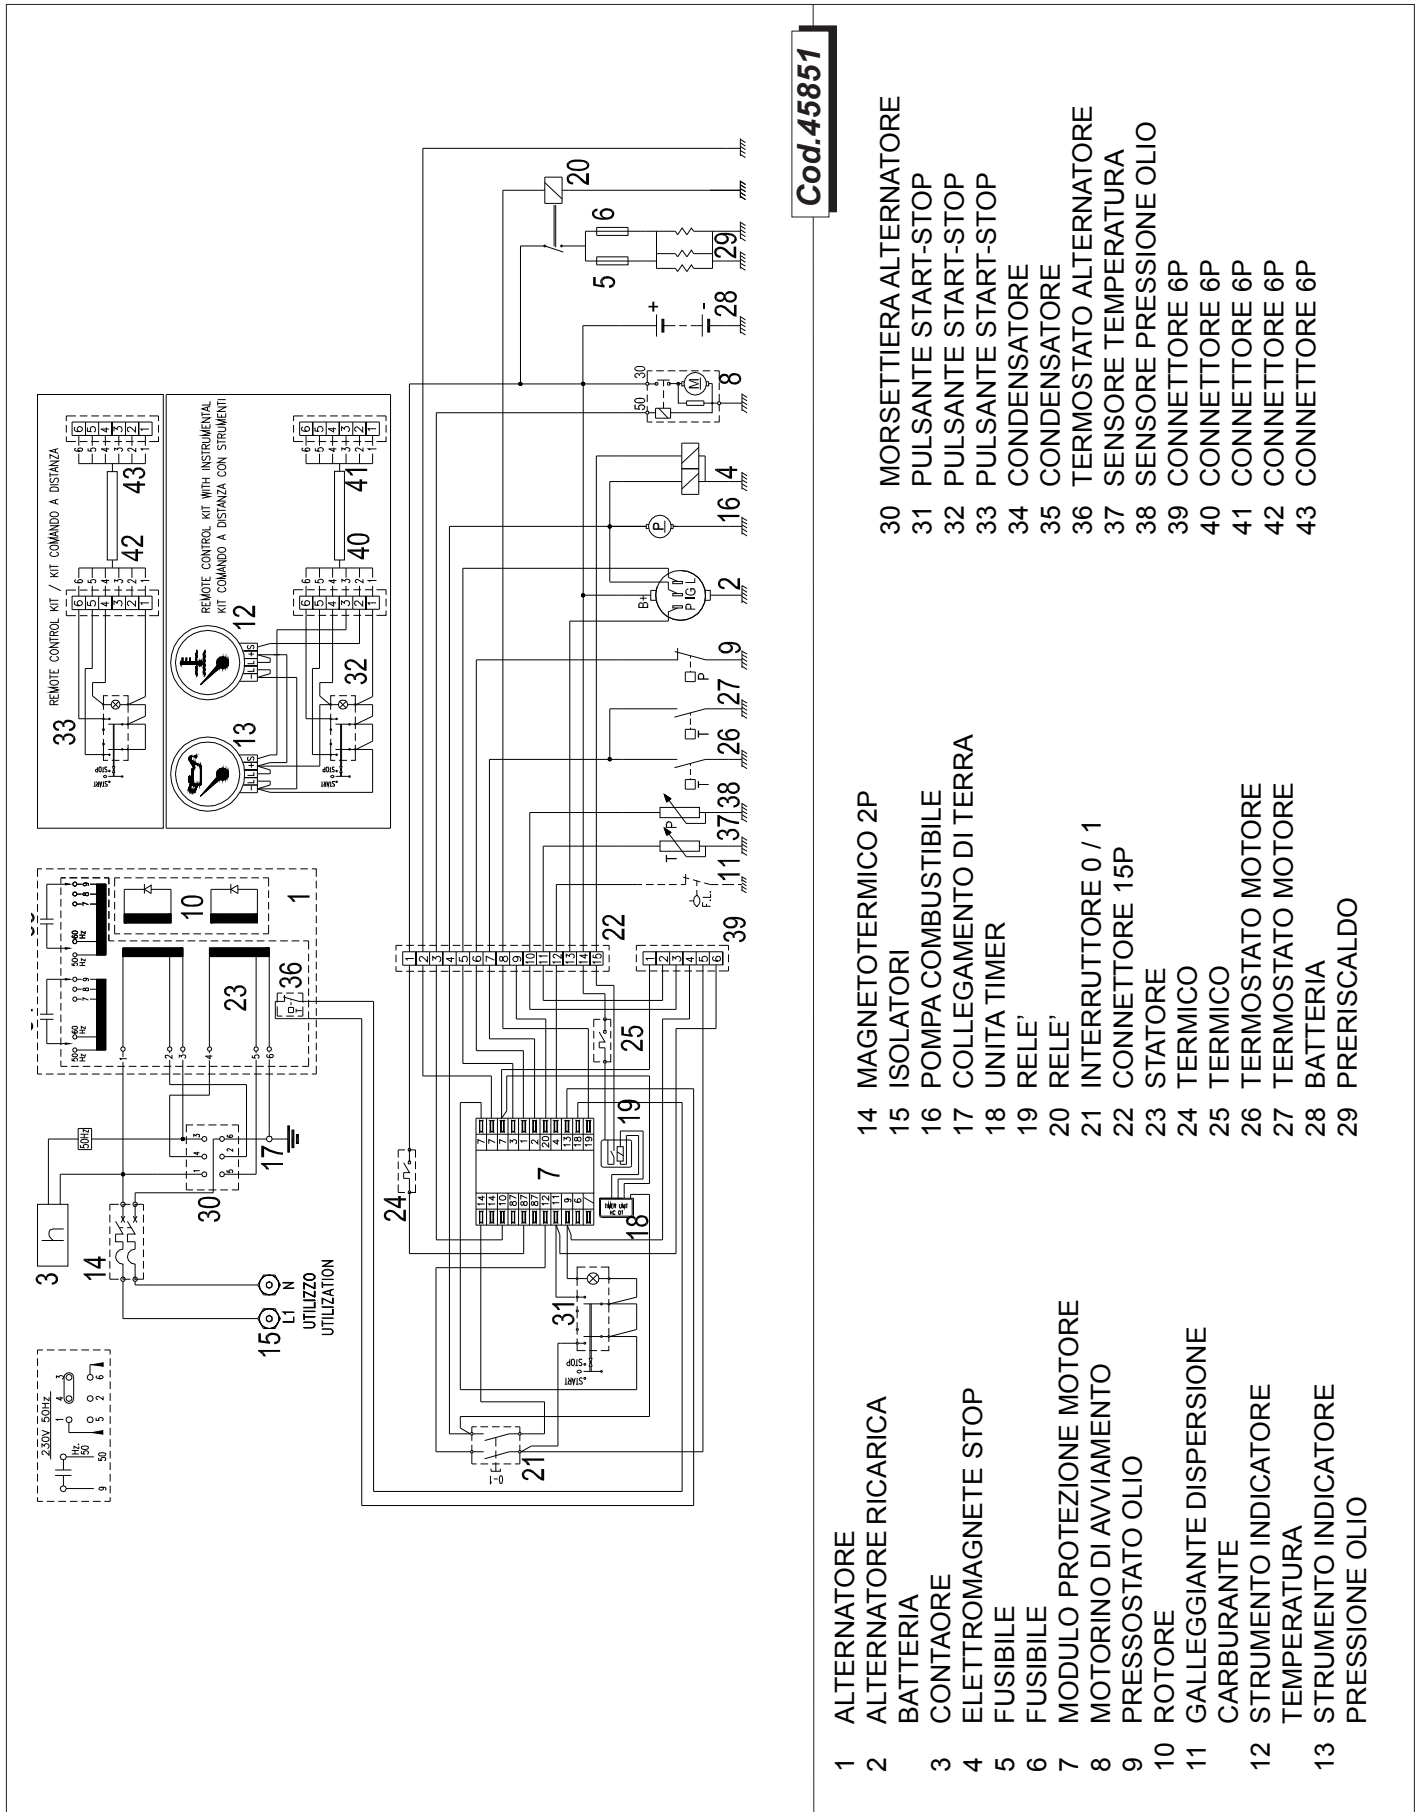 Cod.45851
REMOTE CONTROL KIT / KIT COMANDO A DISTANZA
REMOTE CONTROL KIT WITH INSTRUMENTAL
KIT COMANDO A DISTANZA CON STRUMENTI
UTILIZZO
UTILIZATION
L1
N
230V 50Hz
50Hz
TIMER UNIT
START
STOP
0-1
1 ALTERNATORE
2 ALTERNATORE RICARICA
BATTERIA
3 CONTAORE
4 ELETTROMAGNETE STOP
5 FUSIBILE
6 FUSIBILE
7 MODULO PROTEZIONE MOTORE
8 MOTORINO DI AVVIAMENTO
9 PRESSOSTATO OLIO
10 ROTORE
11 GALLEGGIANTE DISPERSIONE
CARBURANTE
12 STRUMENTO INDICATORE
TEMPERATURA
13 STRUMENTO INDICATORE
PRESSIONE OLIO
14 MAGNETOTERMICO 2P
15 ISOLATORI
16 POMPA COMBUSTIBILE
17 COLLEGAMENTO DI TERRA
18 UNITA TIMER
19 RELE'
20 RELE'
21 INTERRUTTORE 0 / 1
22 CONNETTORE 15P
23 STATORE
24 TERMICO
25 TERMICO
26 TERMOSTATO MOTORE
27 TERMOSTATO MOTORE
28 BATTERIA
29 PRERISCALDO
30 MORSETTIERA ALTERNATORE
31 PULSANTE START-STOP
32 PULSANTE START-STOP
33 PULSANTE START-STOP
34 CONDENSATORE
35 CONDENSATORE
36 TERMOSTATO ALTERNATORE
37 SENSORE TEMPERATURA
38 SENSORE PRESSIONE OLIO
39 CONNETTORE 6P
40 CONNETTORE 6P
41 CONNETTORE 6P
42 CONNETTORE 6P
43 CONNETTORE 6P